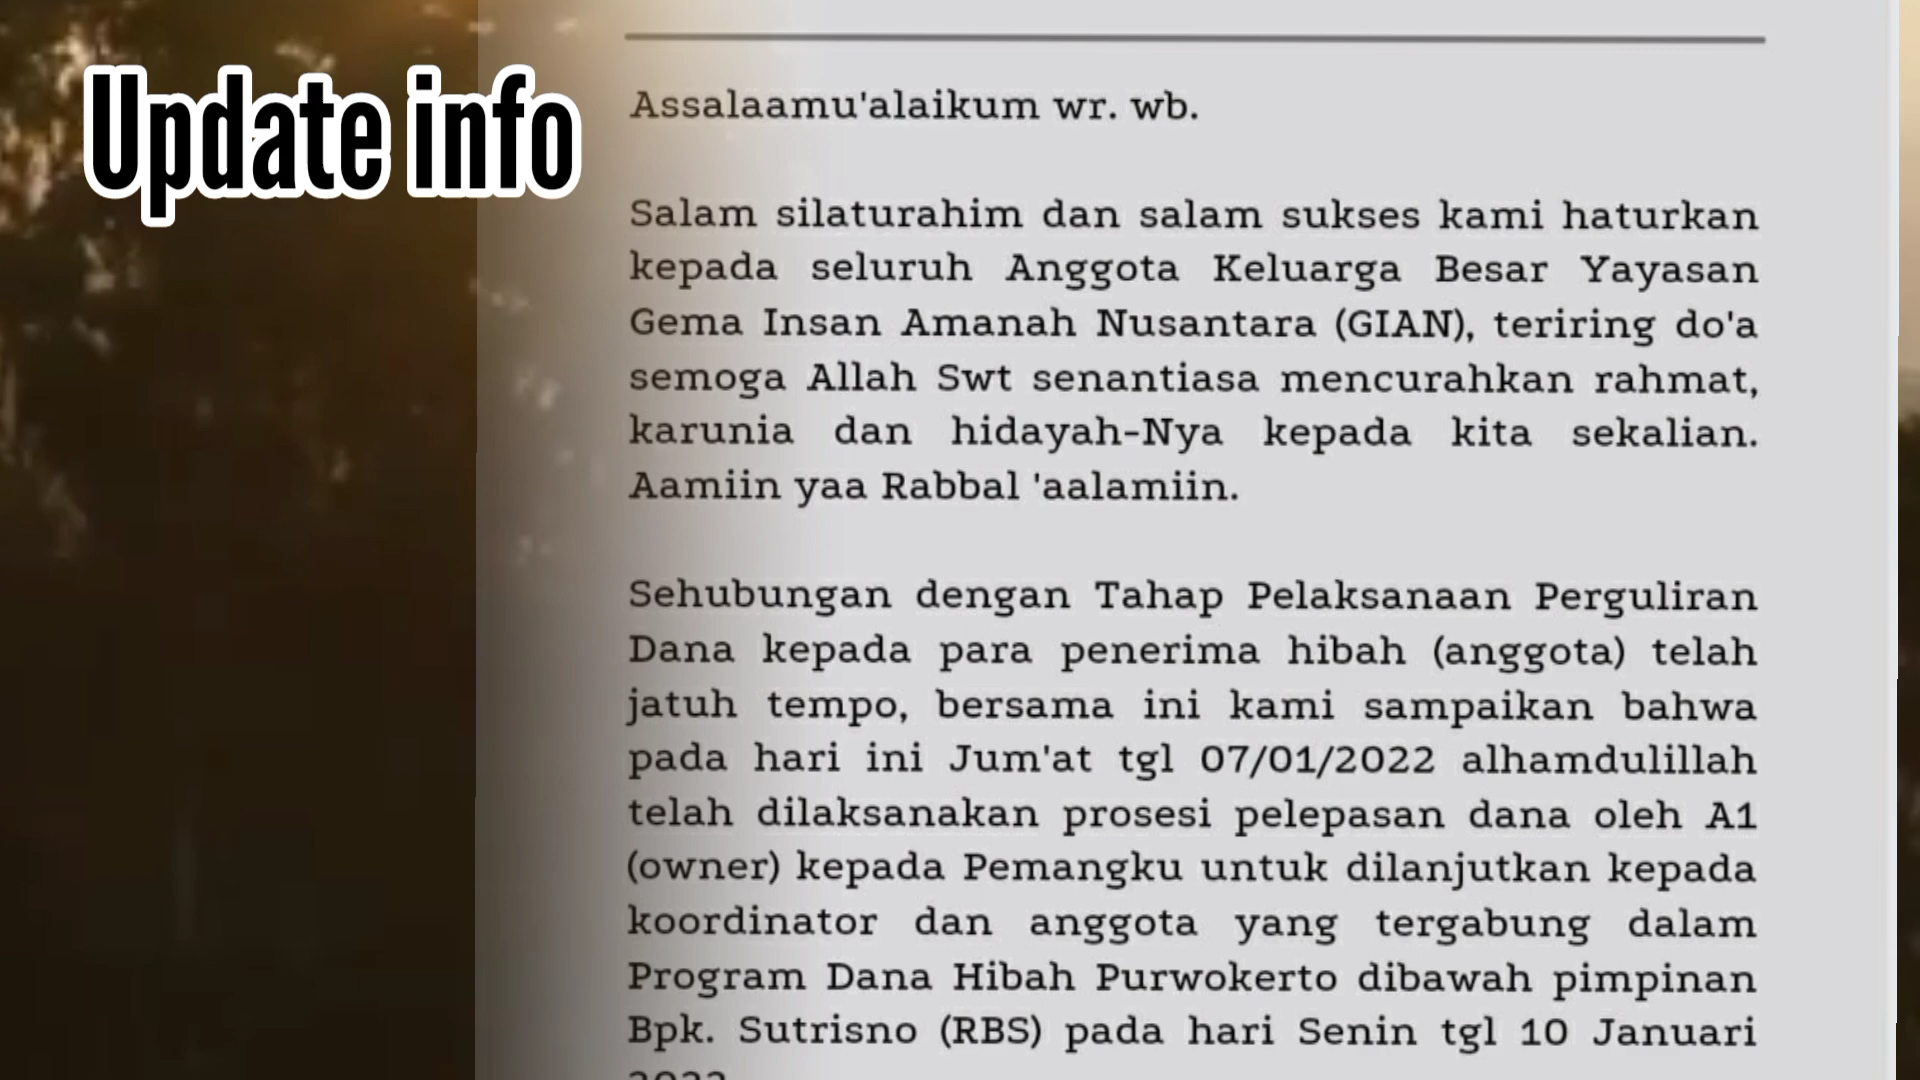 Update info
Assalaamu'alaikum wr. wb.
Salam silaturahim dan salam sukses kami haturkan
kepada seluruh Anggota Keluarga Besar Yayasan
Gema Insan Amanah Nusantara (GIAN), teriring do'a
semoga Allah Swt senantiasa mencurahkan rahmat,
karunia dan hidayah-Nya kepada kita sekalian.
Aamiin yaa Rabbal 'aalamiin.
Sehubungan dengan Tahap Pelaksanaan Perguliran
Dana kepada para penerima hibah (anggota) telah
jatuh tempo, bersama ini kami sampaikan bahwa
pada hari ini Jum'at tgl 07/01/2022 alhamdulillah
telah dilaksanakan prosesi pelepasan dana oleh A1
(owner) kepada Pemangku untuk dilanjutkan kepada
koordinator dan anggota yang tergabung dalam
Program Dana Hibah Purwokerto dibawah pimpinan
Bpk. Sutrisno (RBS) pada hari Senin tgl 10 Januari